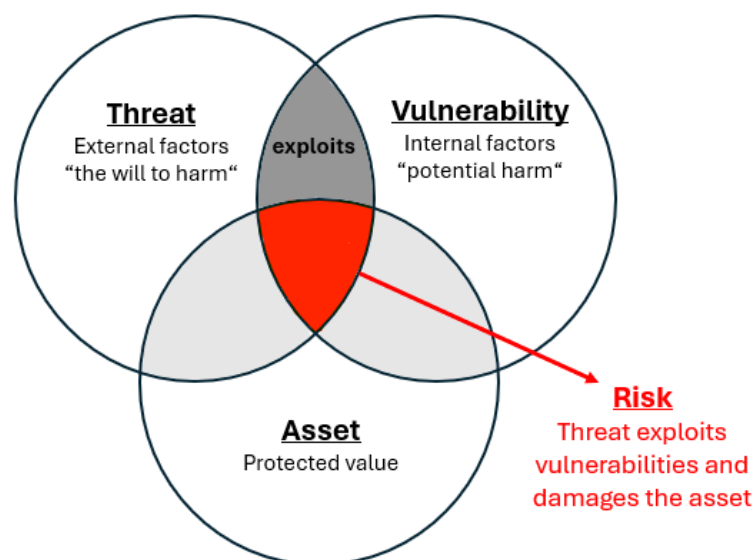 Threat
External factors
“the will to harm“
exploits
Vulnerability
Internal factors
“potential harm“
Asset
Protected value
Risk
Threat exploits
vulnerabilities and
damages the asset